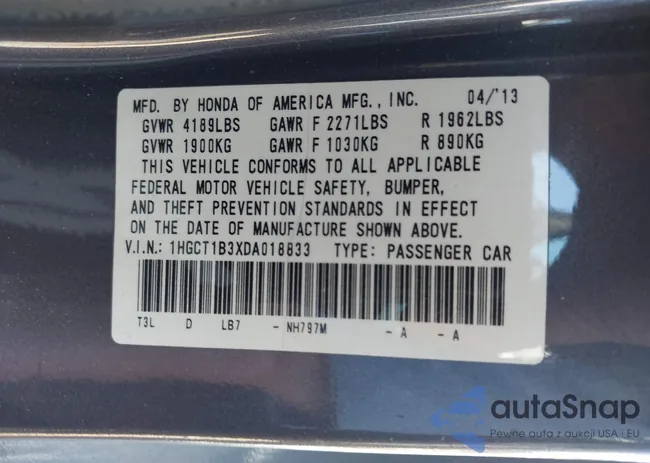 MFD. BY HONDA OF AMERICA MFG., INC. 04/'13
GVWR 4189LBS GAWR F 2271LBS R 1962LBS
GVWR 1900KG GAWR F 1030KG R 890KG
THIS VEHICLE CONFORMS TO ALL APPLICABLE
FEDERAL MOTOR VEHICLE SAFETY, BUMPER,
AND THEFT PREVENTION STANDARDS IN EFFECT
ON THE DATE OF MANUFACTURE SHOWN ABOVE.
V.I.N.: 1HGCT1B3XDA018833 TYPE: PASSENGER CAR
T3L D LB7 - NH797M - A - A
autoSnap
Pewne auta z aukcji USA i EU